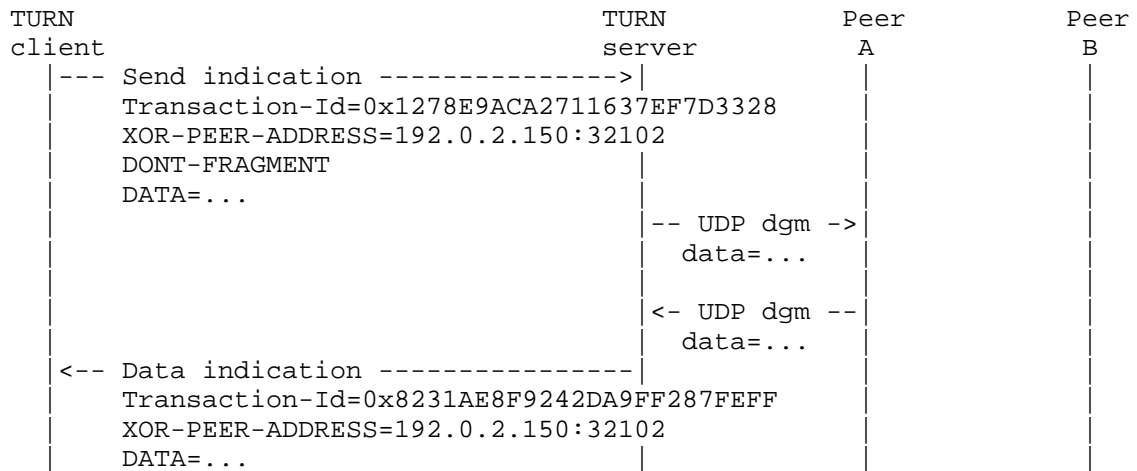 TURN                                 TURN          Peer          Peer
client                               server          A             B
  |--- Send indication --------------->|             |             |
  |    Transaction-Id=0x1278E9ACA2711637EF7D3328     |             |
  |    XOR-PEER-ADDRESS=192.0.2.150:32102            |             |
  |    DONT-FRAGMENT                   |             |             |
  |    DATA=...                        |             |             |
  |                                    |-- UDP dgm ->|             |
  |                                    |  data=...   |             |
  |                                    |             |             |
  |                                    |<- UDP dgm --|             |
  |                                    |  data=...   |             |
  |<-- Data indication ----------------|             |             |
  |    Transaction-Id=0x8231AE8F9242DA9FF287FEFF     |             |
  |    XOR-PEER-ADDRESS=192.0.2.150:32102            |             |
  |    DATA=...                        |             |             |